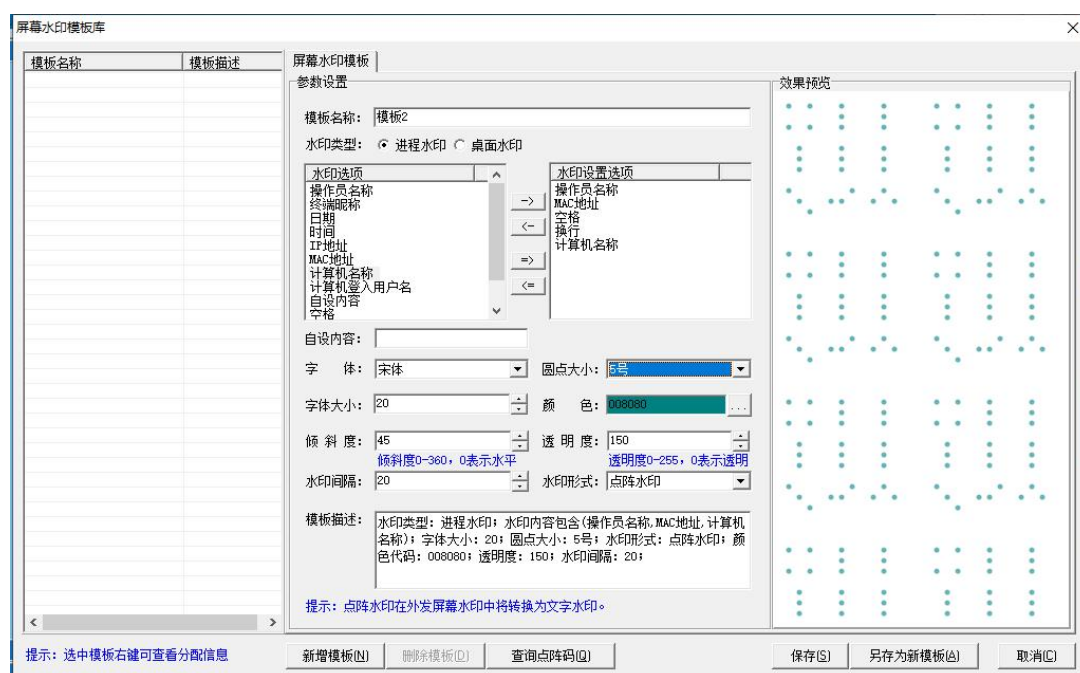 屏幕水印模板库
模板名称 模板描述
屏幕水印模板
参数设置
模板名称: 模板2
水印类型: 进程水印 桌面水印
水印选项
操作员名称
终端昵称
日期
时间
IP地址
MAC地址
计算机名称
计算机登入用户名
自设内容
空格
->
<-
=>
<=
水印设置选项
操作员名称
MAC地址
空格
换行
计算机名称
自设内容:
字 体: 宋体 圆点大小: 5号
字体大小: 20 颜 色: 008080 ...
倾 斜 度: 45 透 明 度: 150
倾斜度0-360，0表示水平 透明度0-255，0表示透明
水印间隔: 20 水印形式: 点阵水印
模板描述: 水印类型: 进程水印; 水印内容包含(操作员名称,MAC地址,计算机
名称); 字体大小: 20; 圆点大小: 5号; 水印形式: 点阵水印; 颜
色代码: 008080; 透明度: 150; 水印间隔: 20;
提示: 点阵水印在外发屏幕水印中将转换为文字水印。
效果预览
提示: 选中模板右键可查看分配信息
新增模板(N) 删除模板(D) 查询点阵码(Q) 保存(S) 另存为新模板(A) 取消(C)